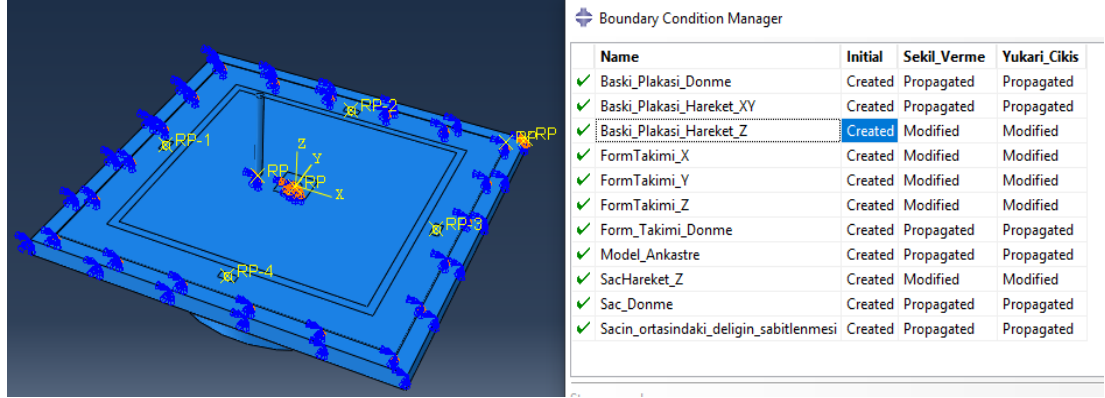 Boundary Condition Manager
Name Initial Sekil_Verme Yukari_Cikis
Baski_Plakasi_Donme Created Propagated Propagated
Baski_Plakasi_Hareket_XY Created Propagated Propagated
Baski_Plakasi_Hareket_Z Created Modified Modified
FormTakimi_X Created Modified Modified
FormTakimi_Y Created Modified Modified
FormTakimi_Z Created Modified Modified
Form_Takimi_Donme Created Propagated Propagated
Model_Ankastre Created Propagated Propagated
SacHareket_Z Created Modified Modified
Sac_Donme Created Propagated Propagated
Sacin_ortasindaki_deligin_sabitlenmesi Created Propagated Propagated
RP-2
RP-1
RP
Z
Y
RP
RP
X
RP-3
RP-4